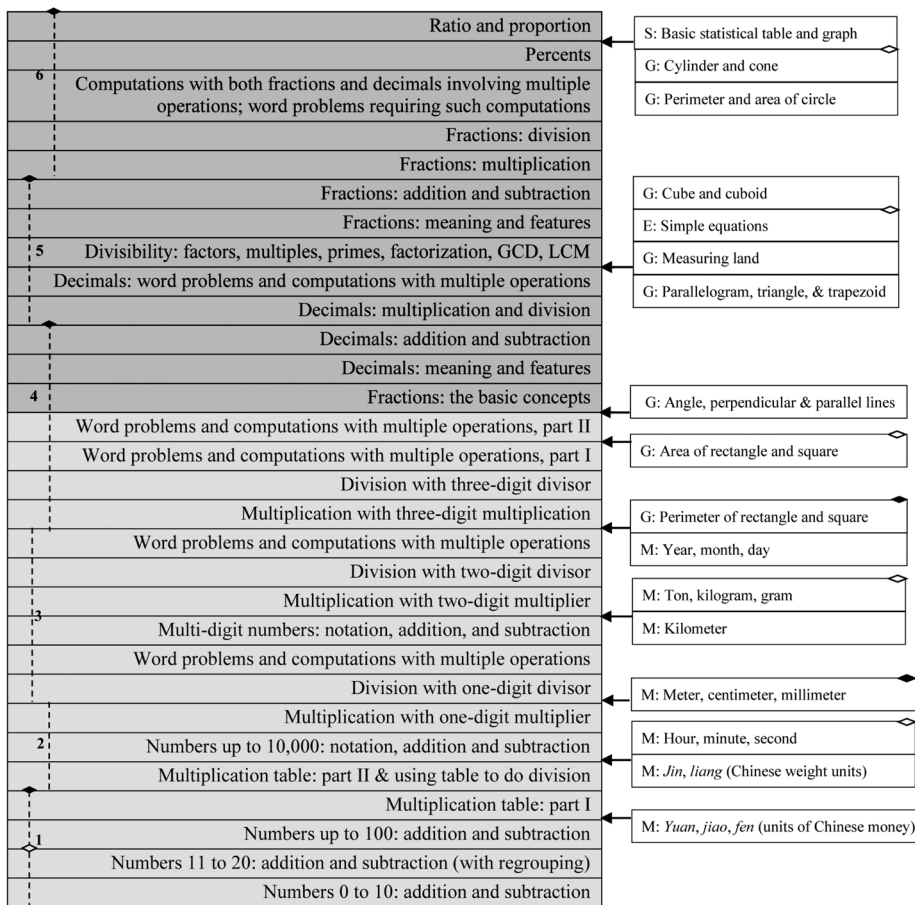 Ratio and proportion
Percents
6
Computations with both fractions and decimals involving multiple
operations; word problems requiring such computations
Fractions: division
Fractions: multiplication
Fractions: addition and subtraction
Fractions: meaning and features
5
Divisibility: factors, multiples, primes, factorization, GCD, LCM
Decimals: word problems and computations with multiple operations
Decimals: multiplication and division
Decimals: addition and subtraction
Decimals: meaning and features
4
Fractions: the basic concepts
Word problems and computations with multiple operations, part II
Word problems and computations with multiple operations, part I
Division with three-digit divisor
Multiplication with three-digit multiplication
Word problems and computations with multiple operations
Division with two-digit divisor
Multiplication with two-digit multiplier
3
Multi-digit numbers: notation, addition, and subtraction
Word problems and computations with multiple operations
Division with one-digit divisor
Multiplication with one-digit multiplier
2
Numbers up to 10,000: notation, addition and subtraction
Multiplication table: part II & using table to do division
Multiplication table: part I
1
Numbers up to 100: addition and subtraction
Numbers 11 to 20: addition and subtraction (with regrouping)
Numbers 0 to 10: addition and subtraction
S: Basic statistical table and graph
G: Cylinder and cone
G: Perimeter and area of circle
G: Cube and cuboid
E: Simple equations
G: Measuring land
G: Parallelogram, triangle, & trapezoid
G: Angle, perpendicular & parallel lines
G: Area of rectangle and square
G: Perimeter of rectangle and square
M: Year, month, day
M: Ton, kilogram, gram
M: Kilometer
M: Meter, centimeter, millimeter
M: Hour, minute, second
M: Jin, liang (Chinese weight units)
M: Yuan, jiao, fen (units of Chinese money)